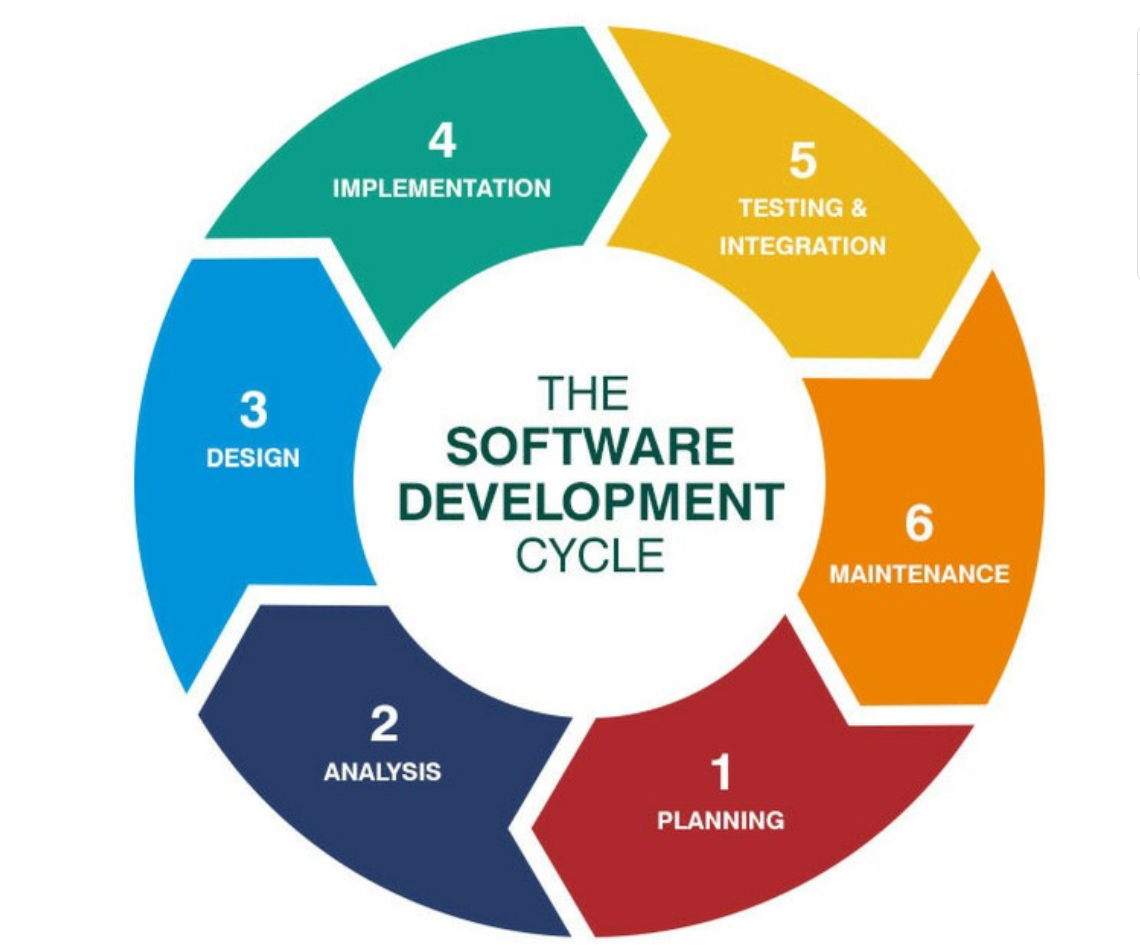 THE
SOFTWARE
DEVELOPMENT
CYCLE
1
PLANNING
2
ANALYSIS
3
DESIGN
4
IMPLEMENTATION
5
TESTING &
INTEGRATION
6
MAINTENANCE